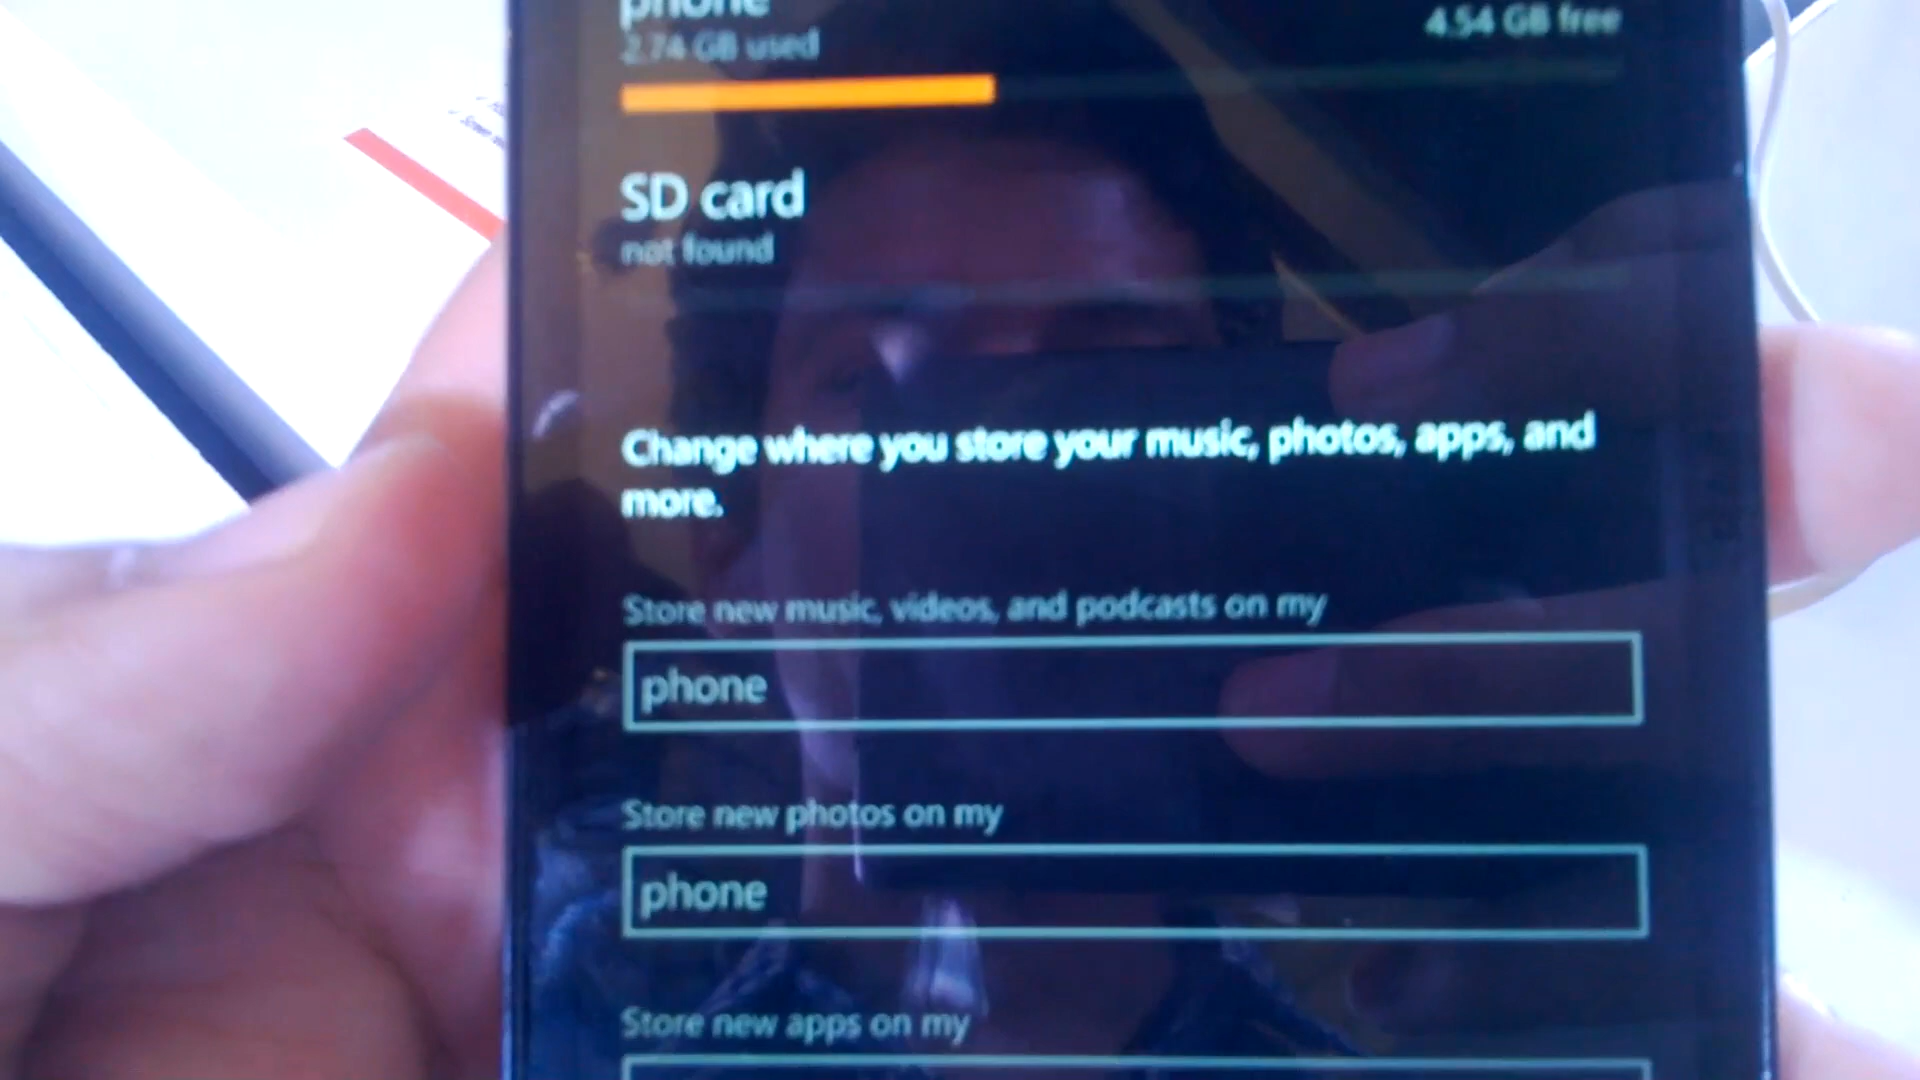 phone
4.54 GB free
2.74 GB used
SD card
not found
Change where you store your music, photos, apps, and
more.
Store new music, videos, and podcasts on my
phone
Store new photos on my
phone
Store new apps on my